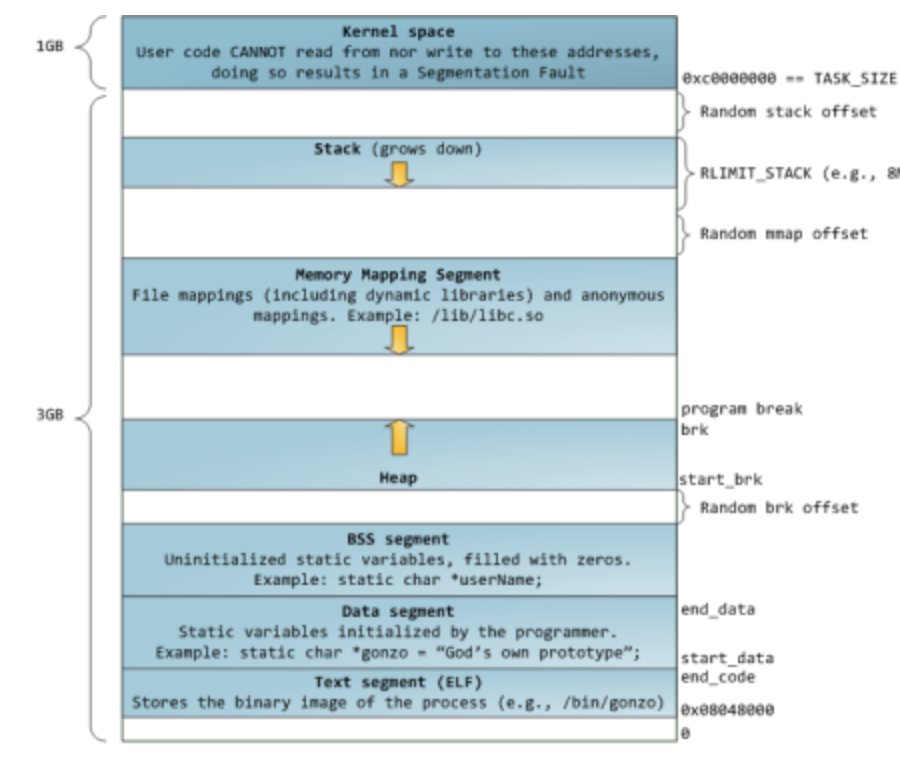 1GB
Kernel space
User code CANNOT read from nor write to these addresses,
doing so results in a Segmentation Fault
0xc0000000 == TASK_SIZE
Random stack offset
Stack (grows down)
RLIMIT_STACK (e.g., 8
Random mmap offset
Memory Mapping Segment
File mappings (including dynamic libraries) and anonymous
mappings. Example: /lib/libc.so
3GB
program break
brk
Heap
start_brk
Random brk offset
BSS segment
Uninitialized static variables, filled with zeros.
Example: static char *userName;
Data segment
end_data
Static variables initialized by the programmer.
Example: static char *gonzo = “God’s own prototype”;
start_data
end_code
Text segment (ELF)
Stores the binary image of the process (e.g., /bin/gonzo)
0x08048000
0